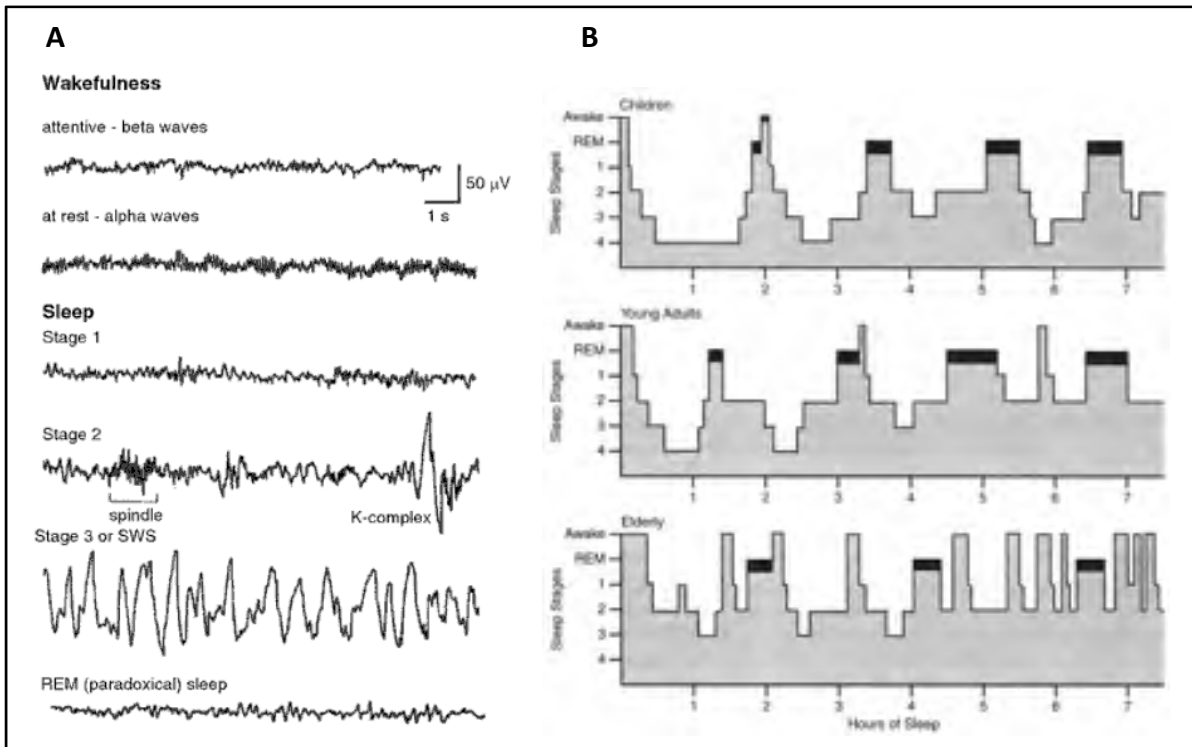 A
Wakefulness
attentive - beta waves
50 μV
1 s
at rest - alpha waves
Sleep
Stage 1
Stage 2
spindle
K-complex
Stage 3 or SWS
REM (paradoxical) sleep
B
Children
Awake
REM
1
2
3
4
Sleep Stages
1 2 3 4 5 6 7
Young Adults
Awake
REM
1
2
3
4
Sleep Stages
1 2 3 4 5 6 7
Elderly
Awake
REM
1
2
3
4
Sleep Stages
1 2 3 4 5 6 7
Hours of Sleep